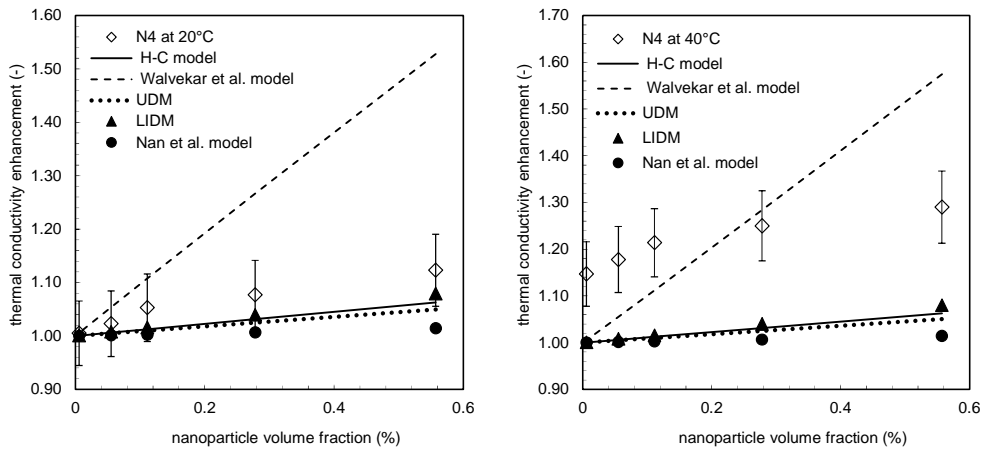 thermal conductivity enhancement (-)
1.60
1.50
1.40
1.30
1.20
1.10
1.00
0.90
N4 at 20°C
H-C model
Walvekar et al. model
UDM
LIDM
Nan et al. model
0
0.2
0.4
0.6
nanoparticle volume fraction (%)
thermal conductivity enhancement (-)
1.70
1.60
1.50
1.40
1.30
1.20
1.10
1.00
0.90
N4 at 40°C
H-C model
Walvekar et al. model
UDM
LIDM
Nan et al. model
0
0.2
0.4
0.6
nanoparticle volume fraction (%)